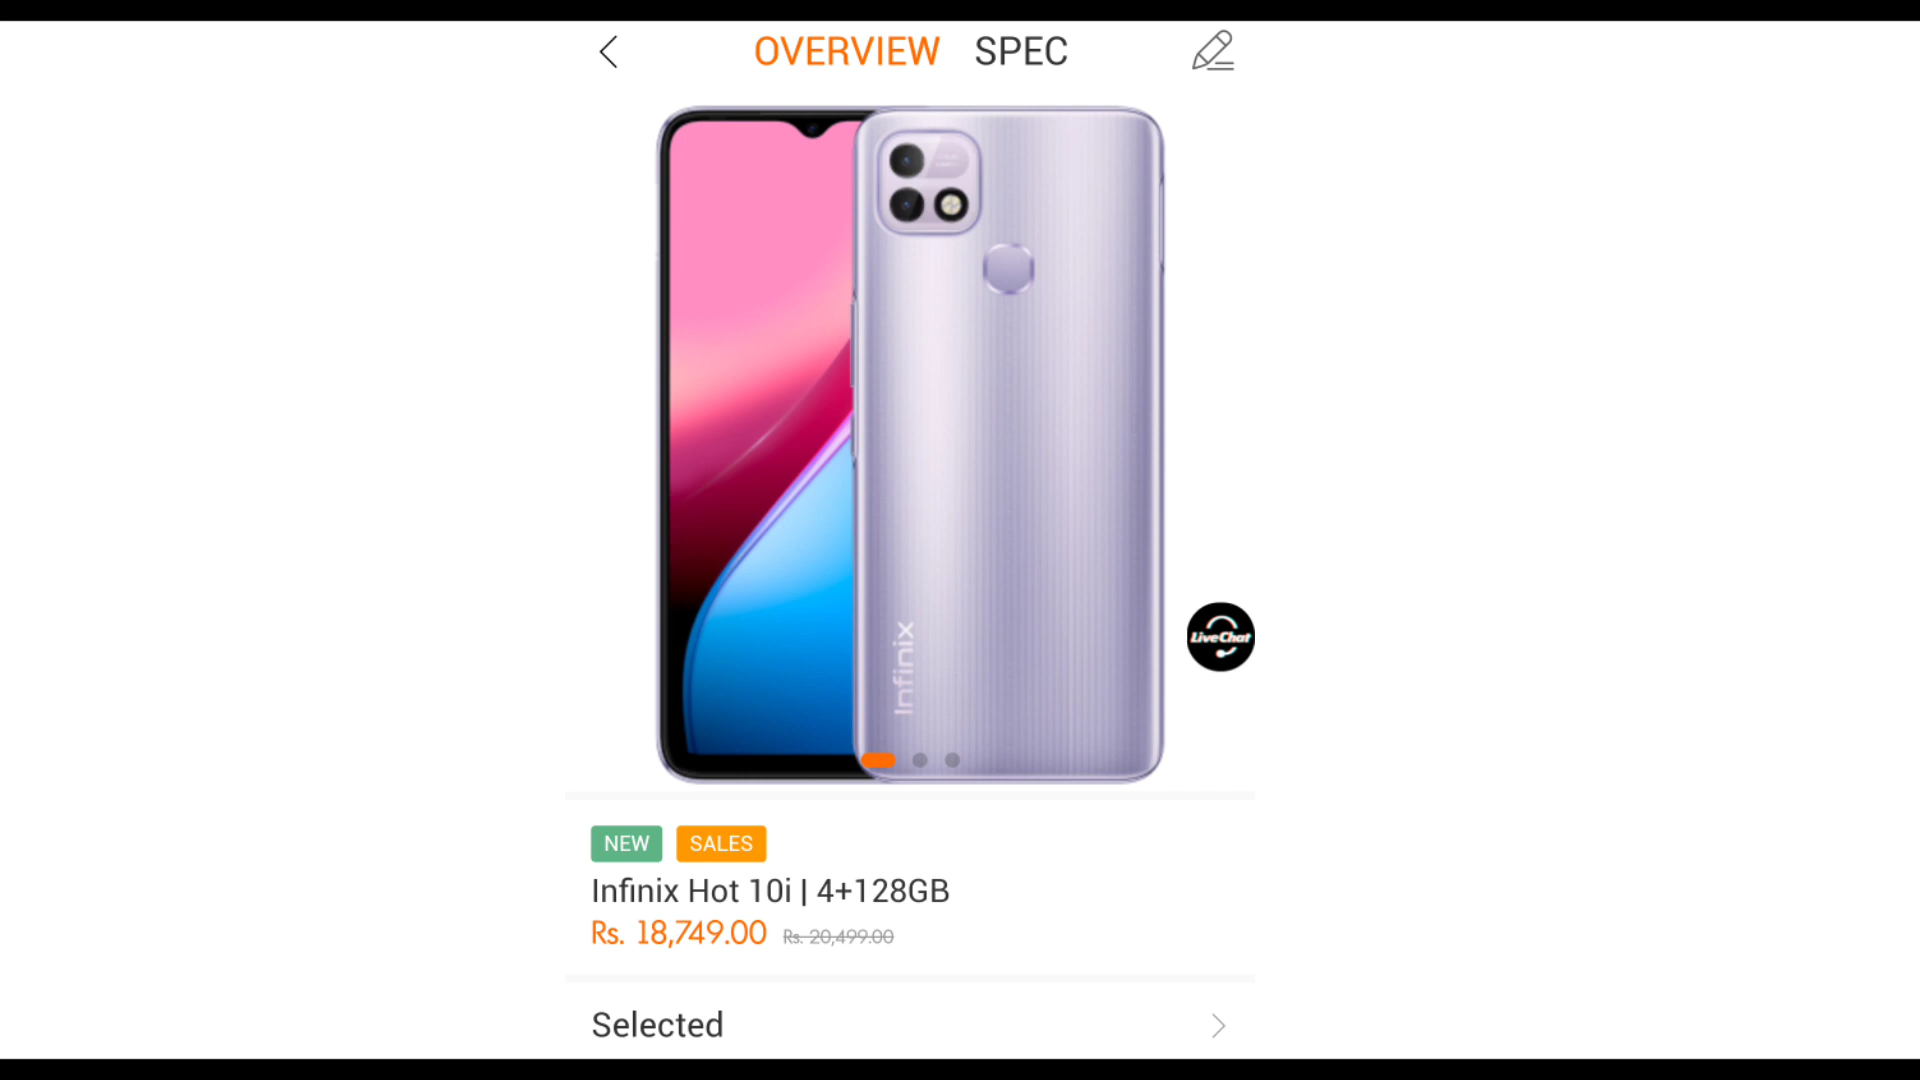 OVERVIEW SPEC
Infinix
LiveChat
NEW SALES
Infinix Hot 10i | 4+128GB
Rs. 18,749.00 Rs. 20,499.00
Selected